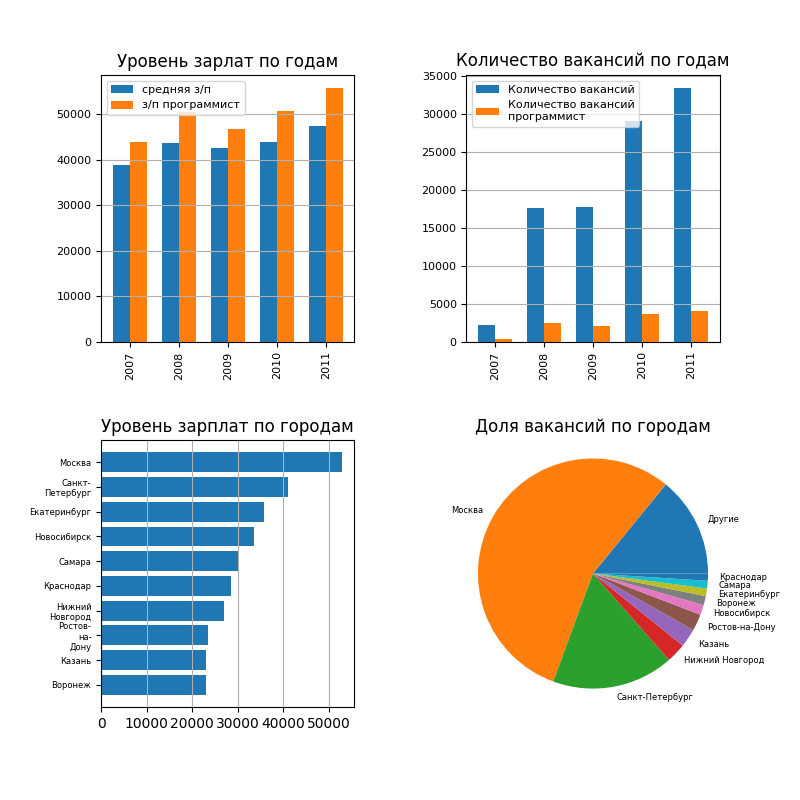 Уровень зарлат по годам
средняя з/п
з/п программист
50000
40000
30000
20000
10000
0
2007
2008
2009
2010
2011
Количество вакансий по годам
Количество вакансий
Количество вакансий
программист
35000
30000
25000
20000
15000
10000
5000
0
2007
2008
2009
2010
2011
Уровень зарплат по городам
Москва
Санкт-
Петербург
Екатеринбург
Новосибирск
Самара
Краснодар
Нижний
Новгород
Ростов-
на-
Дону
Казань
Воронеж
0
10000
20000
30000
40000
50000
Доля вакансий по городам
Москва
Другие
Краснодар
Самара
Екатеринбург
Воронеж
Новосибирск
Ростов-на-Дону
Казань
Нижний Новгород
Санкт-Петербург